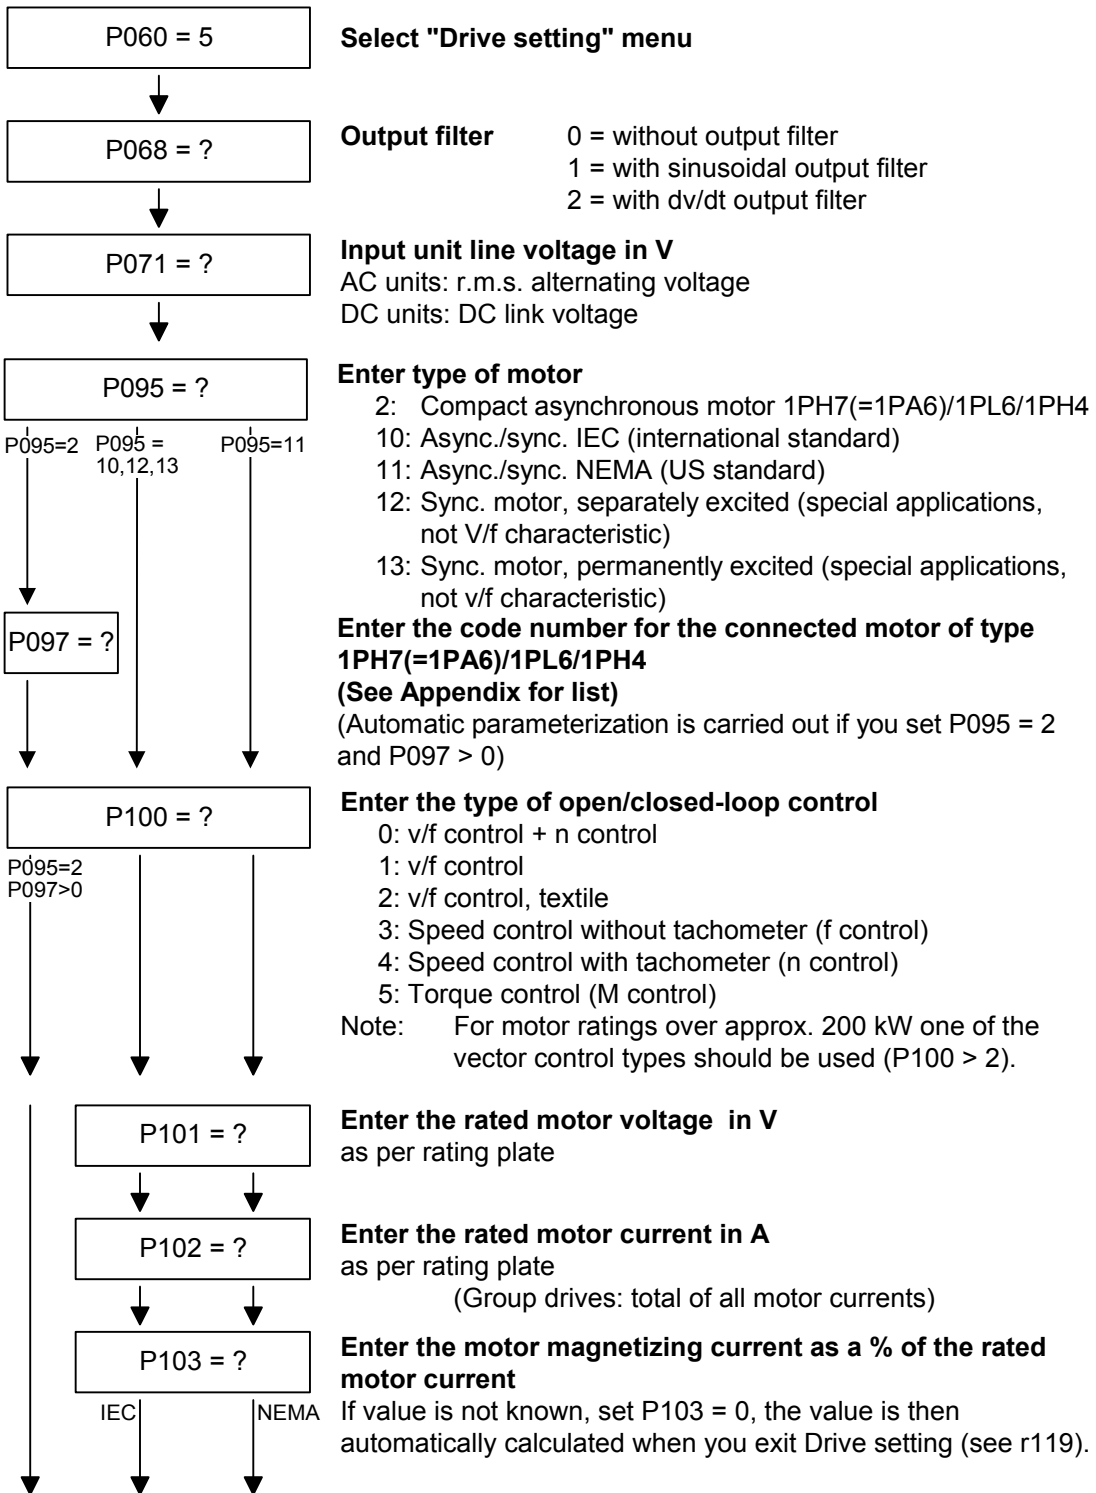 P060 = 5
Select "Drive setting" menu
P068 = ?
Output filter 0 = without output filter
1 = with sinusoidal output filter
2 = with dv/dt output filter
P071 = ?
Input unit line voltage in V
AC units: r.m.s. alternating voltage
DC units: DC link voltage
P095 = ?
Enter type of motor
2: Compact asynchronous motor 1PH7(=1PA6)/1PL6/1PH4
10: Async./sync. IEC (international standard)
11: Async./sync. NEMA (US standard)
12: Sync. motor, separately excited (special applications,
not V/f characteristic)
13: Sync. motor, permanently excited (special applications,
not v/f characteristic)
P095=2
P095 =
10,12,13
P095=11
P097 = ?
Enter the code number for the connected motor of type
1PH7(=1PA6)/1PL6/1PH4
(See Appendix for list)
(Automatic parameterization is carried out if you set P095 = 2
and P097 > 0)
P100 = ?
Enter the type of open/closed-loop control
0: v/f control + n control
1: v/f control
2: v/f control, textile
3: Speed control without tachometer (f control)
4: Speed control with tachometer (n control)
5: Torque control (M control)
Note: For motor ratings over approx. 200 kW one of the
vector control types should be used (P100 > 2).
P095=2
P097>0
P101 = ?
Enter the rated motor voltage in V
as per rating plate
P102 = ?
Enter the rated motor current in A
as per rating plate
(Group drives: total of all motor currents)
P103 = ?
Enter the motor magnetizing current as a % of the rated
motor current
If value is not known, set P103 = 0, the value is then
automatically calculated when you exit Drive setting (see r119).
IEC
NEMA